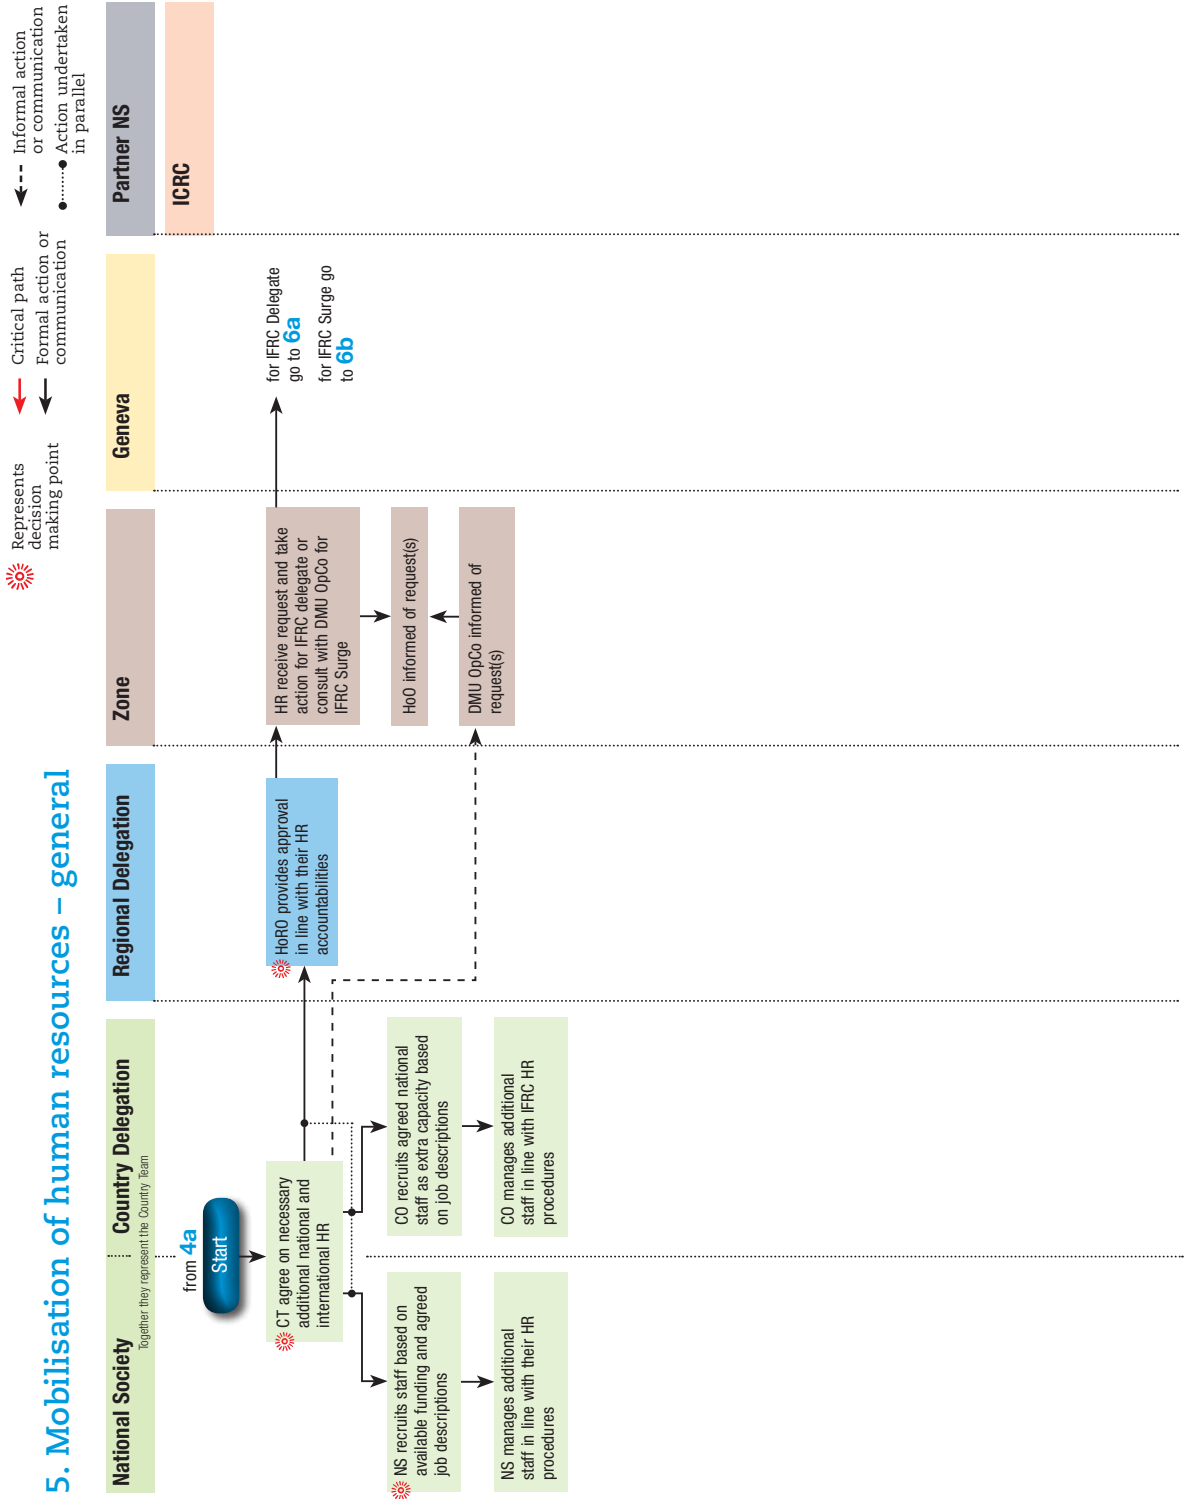 5. Mobilisation of human resources – general
Represents
decision
making point
Critical path
Formal action or
communication
Informal action
or communication
Action undertaken
in parallel
National Society
Country Delegation
Together they represent the Country Team
Regional Delegation
Zone
Geneva
Partner NS
ICRC
from 4a
Start
CT agree on necessary
additional national and
international HR
HoRO provides approval
in line with their HR
accountabilities
HR receive request and take
action for IFRC delegate or
consult with DMU OpCo for
IFRC Surge
for IFRC Delegate
go to 6a
for IFRC Surge go
to 6b
HoO informed of request(s)
DMU OpCo informed of
request(s)
NS recruits staff based on
available funding and agreed
job descriptions
CO recruits agreed national
staff as extra capacity based
on job descriptions
NS manages additional
staff in line with their HR
procedures
CO manages additional
staff in line with IFRC HR
procedures